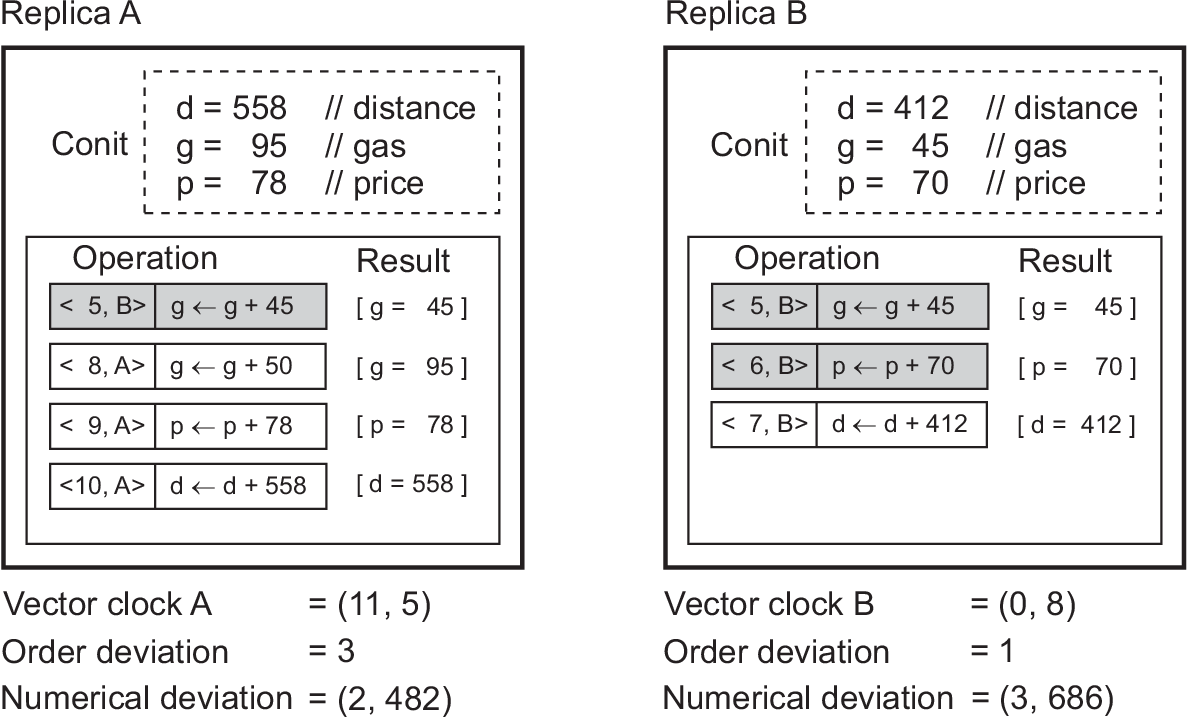 Replica A
Conit
d = 558 // distance
g = 95 // gas
p = 78 // price
Operation Result
< 5, B> g ← g + 45 [ g = 45 ]
< 8, A> g ← g + 50 [ g = 95 ]
< 9, A> p ← p + 78 [ p = 78 ]
<10, A> d ← d + 558 [ d = 558 ]
Vector clock A = (11, 5)
Order deviation = 3
Numerical deviation = (2, 482)
Replica B
Conit
d = 412 // distance
g = 45 // gas
p = 70 // price
Operation Result
< 5, B> g ← g + 45 [ g = 45 ]
< 6, B> p ← p + 70 [ p = 70 ]
< 7, B> d ← d + 412 [ d = 412 ]
Vector clock B = (0, 8)
Order deviation = 1
Numerical deviation = (3, 686)